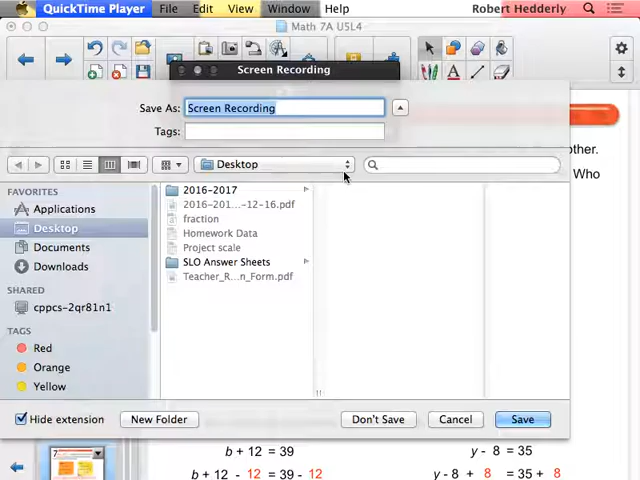 QuickTime Player File Edit View Window Help Robert Hedderly
Math 7A U5L4
Screen Recording
Save As: Screen Recording
Tags:
Desktop
other.
Who
FAVORITES
Applications
Desktop
Documents
Downloads
SHARED
cppcs-2qr81n1
TAGS
Red
Orange
Yellow
2016-2017
2016-201...-12-16.pdf
fraction
Homework Data
Project scale
SLO Answer Sheets
Teacher_R...n_Form.pdf
Hide extension
New Folder
Don't Save
Cancel
Save
7
b + 12 = 39
y - 8 = 35
b + 12 - 12 = 39 - 12
y - 8 + 8 = 35 + 8